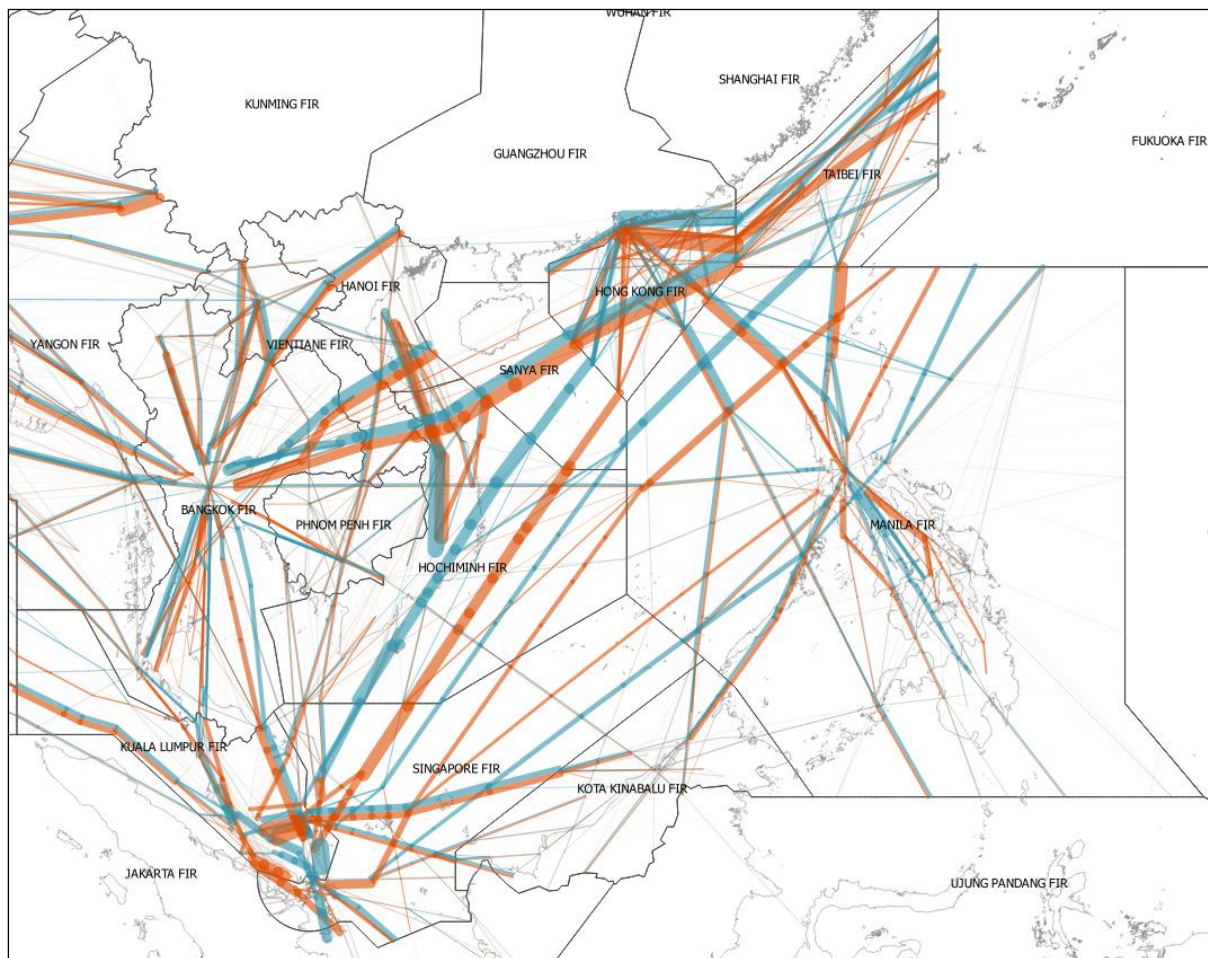 WUHAN FIR
SHANGHAI FIR
KUNMING FIR
FUKUOKA FIR
GUANGZHOU FIR
TAIBEI FIR
HANOI FIR
HONG KONG FIR
YANGON FIR
VIENTIANE FIR
SANYA FIR
BANGKOK FIR
PHNOM PENH FIR
MANILA FIR
HOCHIMINH FIR
KUALA LUMPUR FIR
SINGAPORE FIR
KOTA KINABALU FIR
JAKARTA FIR
UJUNG PANDANG FIR